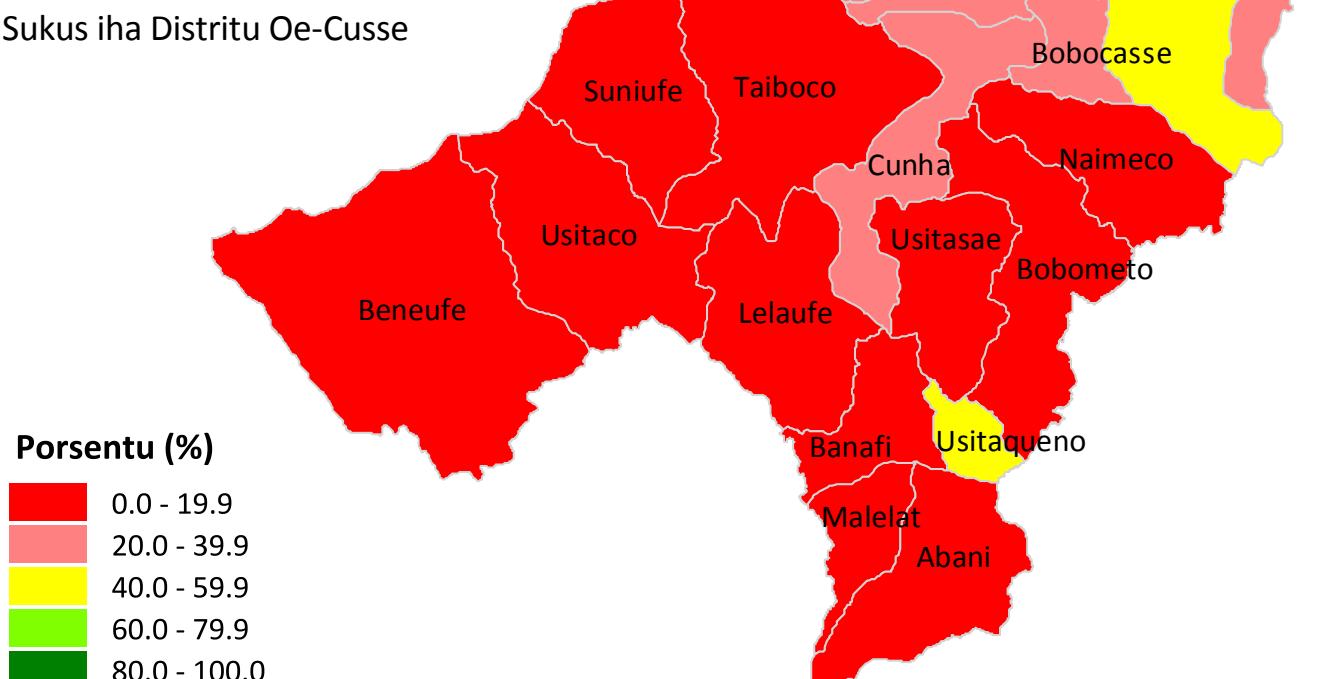 Sukus iha Distritu Oe-Cusse
Bobocasse
Suniufe
Taiboco
Cunha
Naimeco
Usitaco
Usitasae
Bobometo
Beneufe
Lelaufe
Banafi
Usitaqueno
Malelat
Abani
Porsentu (%)
0.0 - 19.9
20.0 - 39.9
40.0 - 59.9
60.0 - 79.9
80.0 - 100.0